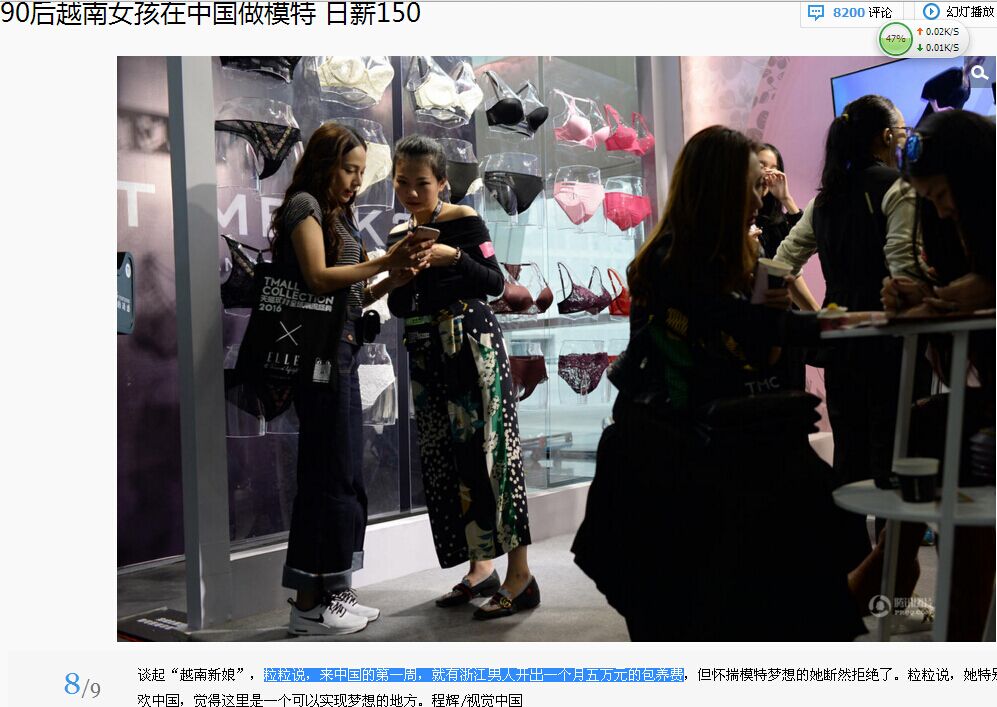 90后越南女孩在中国做模特 日薪150
8200 评论
幻灯播放
47%
0.02K/S
0.01K/S
TMALL
COLLECTION
2016
ELLE
TMC
8/9
谈起“越南新娘”，粒粒说，来中国的第一周，就有浙江男人开出一个月五万元的包养费，但怀揣模特梦想的她断然拒绝了。粒粒说，她特别
欢中国，觉得这里是一个可以实现梦想的地方。程辉/视觉中国